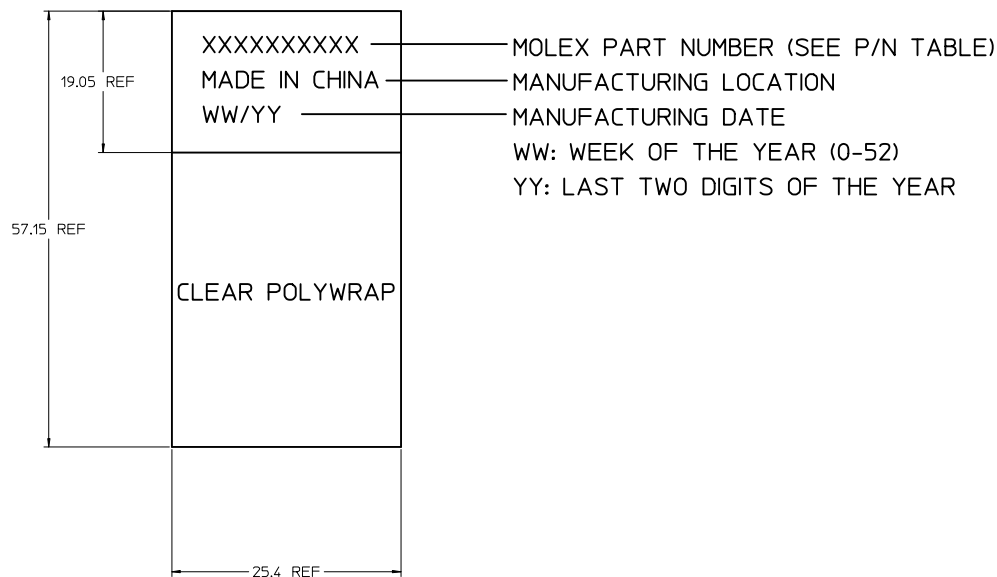 XXXXXXXXXX
MOLEX PART NUMBER (SEE P/N TABLE)
19.05 REF
MADE IN CHINA
MANUFACTURING LOCATION
WW/YY
MANUFACTURING DATE
WW: WEEK OF THE YEAR (0-52)
YY: LAST TWO DIGITS OF THE YEAR
57.15 REF
CLEAR POLYWRAP
25.4 REF